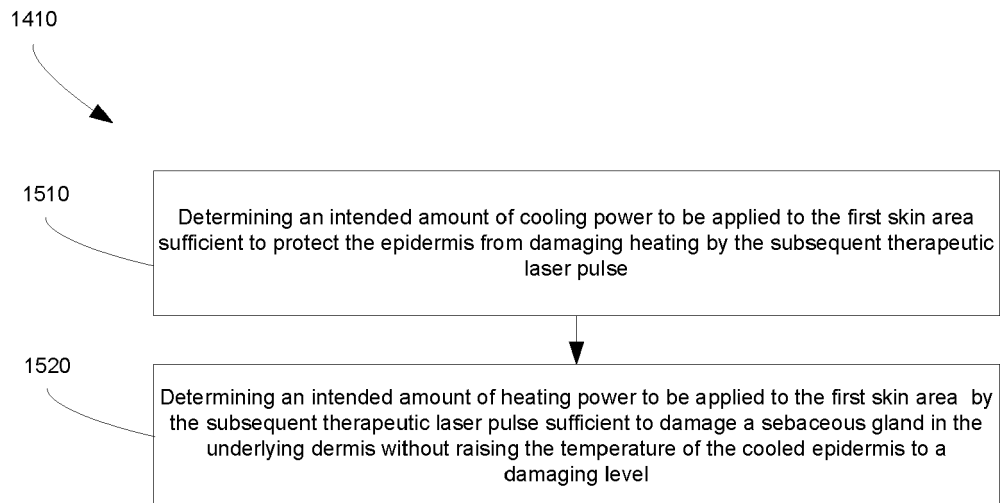 1410
1510
Determining an intended amount of cooling power to be applied to the first skin area
sufficient to protect the epidermis from damaging heating by the subsequent therapeutic
laser pulse
1520
Determining an intended amount of heating power to be applied to the first skin area by
the subsequent therapeutic laser pulse sufficient to damage a sebaceous gland in the
underlying dermis without raising the temperature of the cooled epidermis to a
damaging level